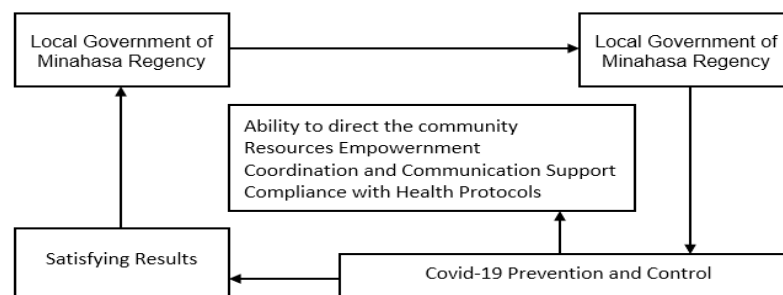 Local Government of
Minahasa Regency
Local Government of
Minahasa Regency
Ability to direct the community
Resources Empowernment
Coordination and Communication Support
Compliance with Health Protocols
Satisfying Results
Covid-19 Prevention and Control